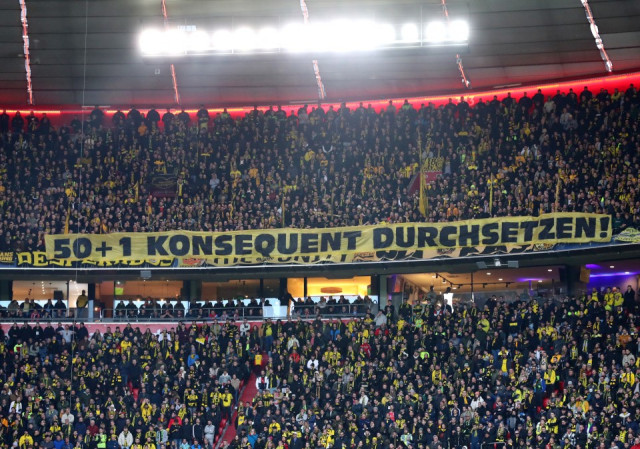 50+1 KONSEQUENT DURCHSETZEN!